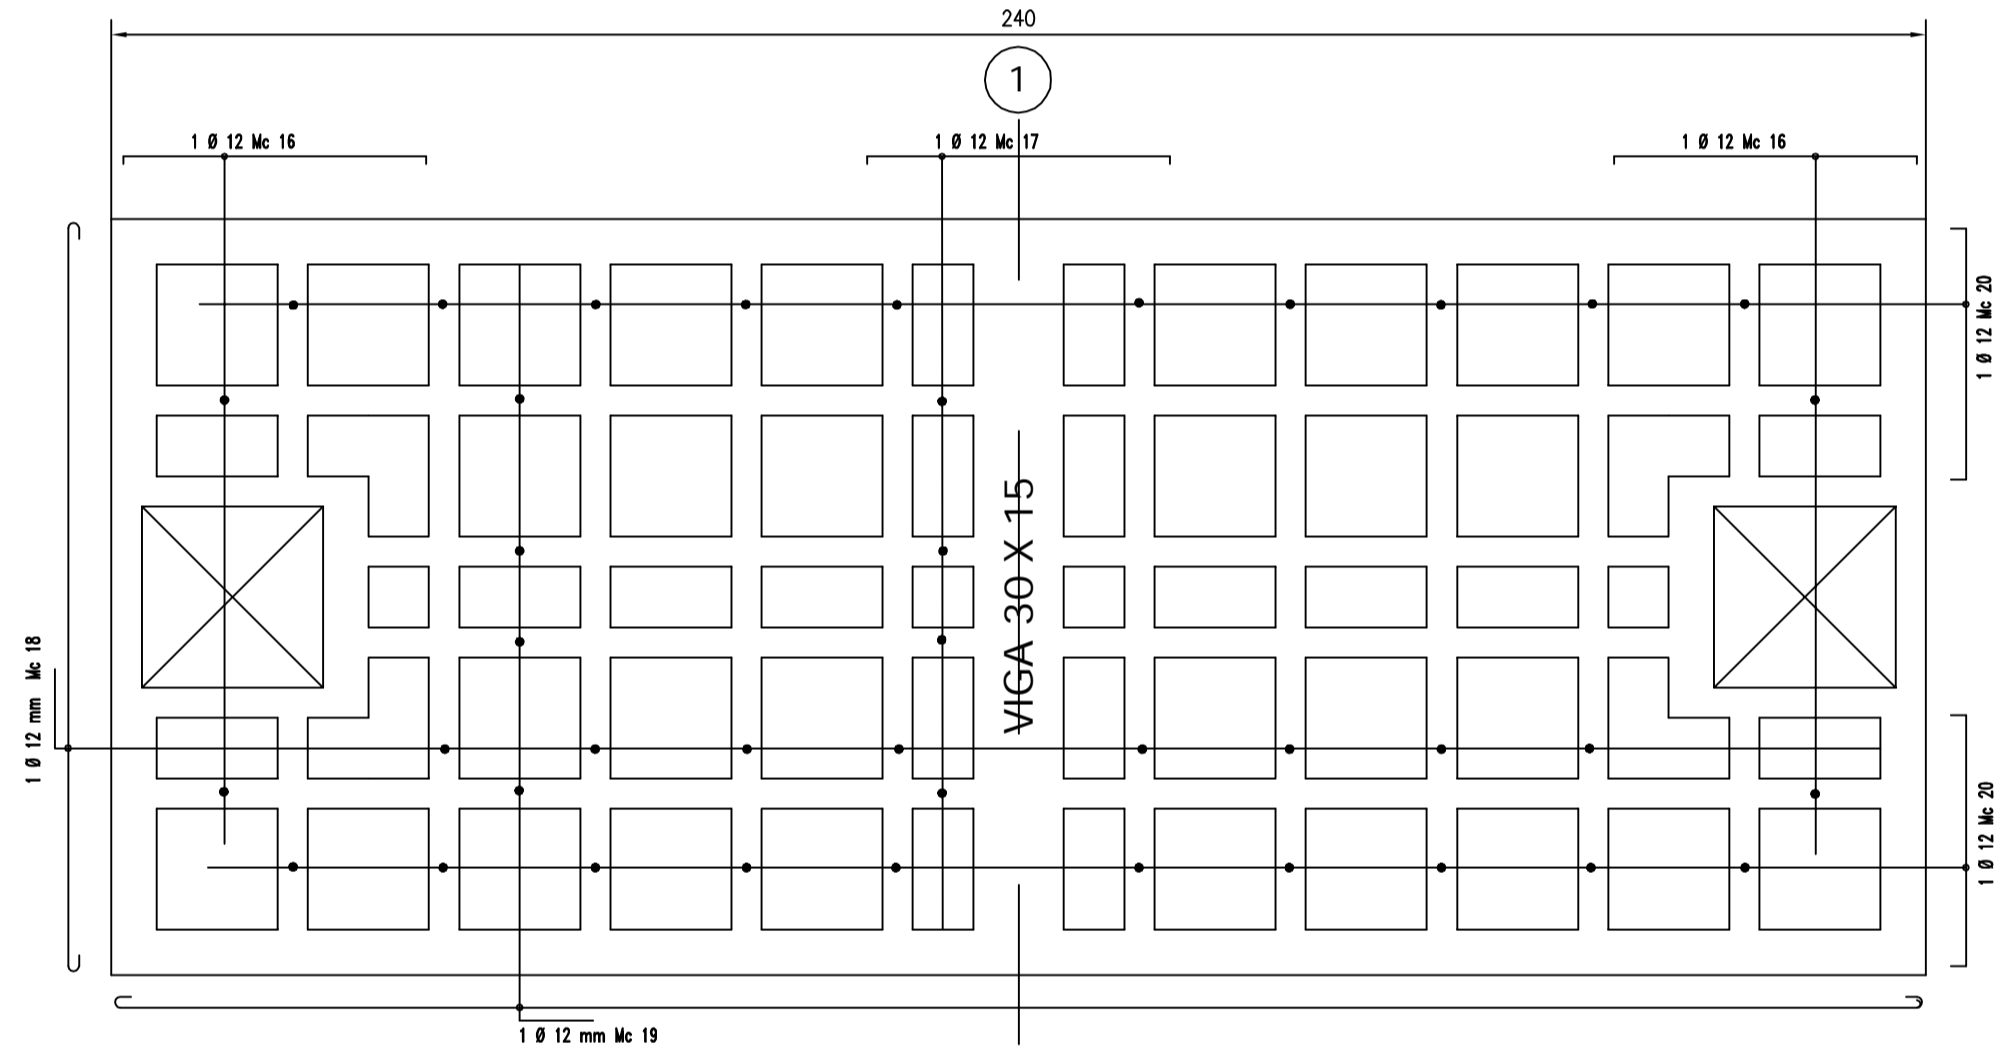 240
1
1 Ø 12 Mc 16
1 Ø 12 Mc 17
1 Ø 12 Mc 16
1 Ø 12 Mc 20
VIGA 30 X 15
1 Ø 12 mm Mc 18
1 Ø 12 Mc 20
1 Ø 12 mm Mc 19